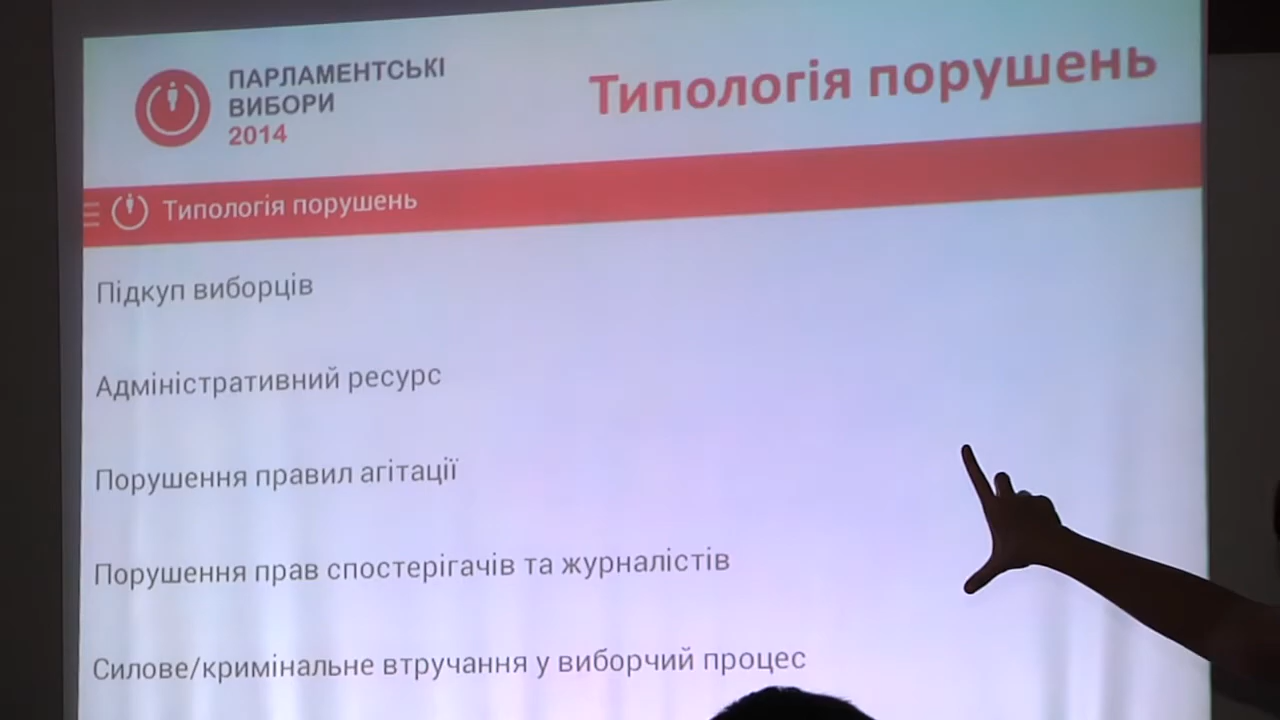 ПАРЛАМЕНТСЬКІ
ВИБОРИ
2014
Типологія порушень
Типологія порушень
Підкуп виборців
Адміністративний ресурс
Порушення правил агітації
Порушення прав спостерігачів та журналістів
Силове/кримінальне втручання у виборчий процес